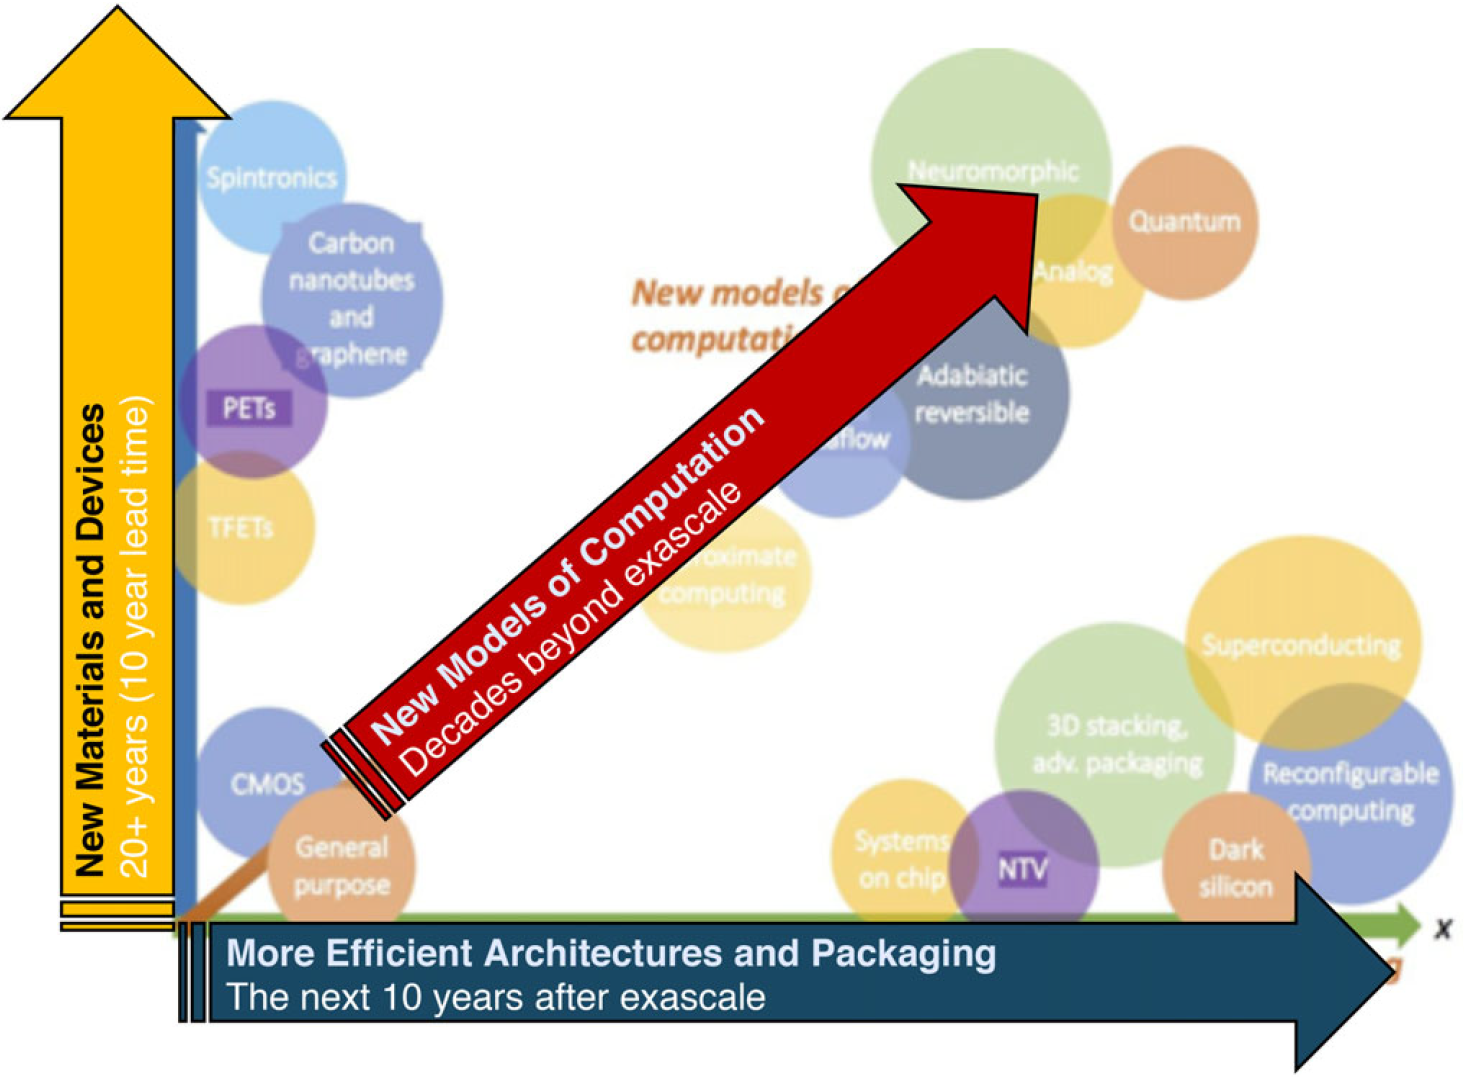 New Materials and Devices
20+ years (10 year lead time)
Spintronics
Carbon
nanotubes
and
graphene
PETs
TFETs
CMOS
General
purpose
New models
New Models of Computation
Decades beyond exascale
Neuromorphic
Quantum
Analog
Adabiatic
reversible
computing
Superconducting
3D stacking,
adv. packaging
Reconfigurable
computing
Systems
on chip
NTV
Dark
silicon
x
More Efficient Architectures and Packaging
The next 10 years after exascale